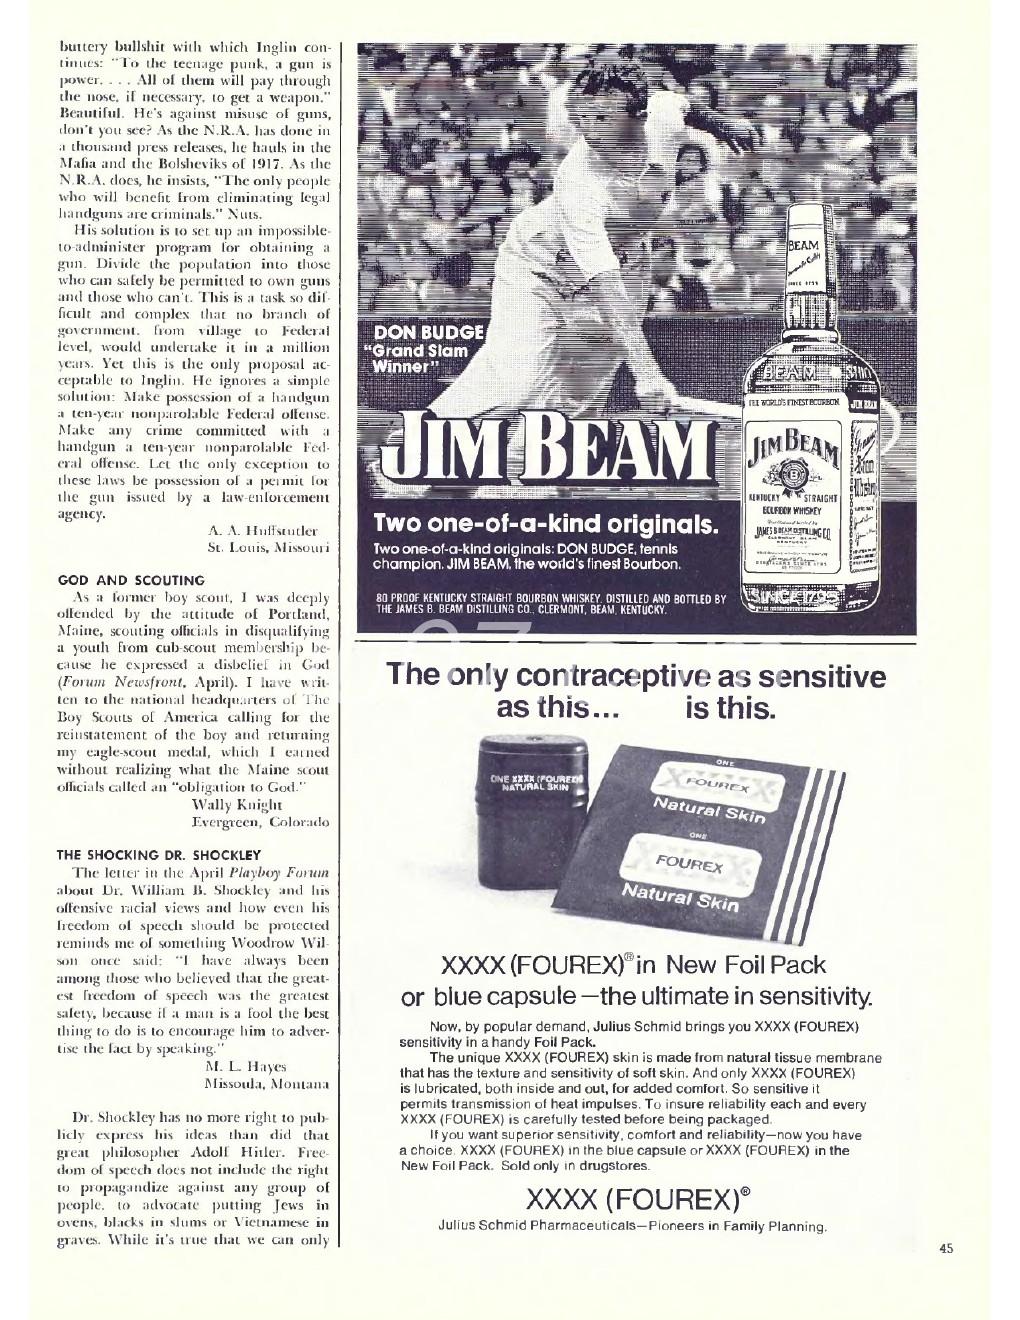 buttery bullshit with which Inglin con-
tinues: "To the teenage punk, a gun is
power. . . . All of them will pay through
the nose, if necessary, to get a weapon."
Beautiful. He's against misuse of guns,
don't you see? As the N.R.A. has done in
a thousand press releases, he hauls in the
Mafia and the Bolsheviks of 1917. As the
N.R.A. does, he insists, "The only people
who will benefit from eliminating legal
handguns are criminals." Nuts.
His solution is to set up an impossible-
to-administer program for obtaining a
gun. Divide the population into those
who can safely be permitted to own guns
and those who can't. This is a task so dif-
ficult and complex that no branch of
government, from village to Federal
level, would undertake it in a million
years. Yet this is the only proposal ac-
ceptable to Inglin. He ignores a simple
solution: Make possession of a handgun
a ten-year nonparolable Federal offense.
Make any crime committed with a
handgun a ten-year nonparolable Fed-
eral offense. Let the only exception to
these laws be possession of a permit for
the gun issued by a law-enforcement
agency.
A. A. Huffstutler
St. Louis, Missouri
GOD AND SCOUTING
As a former boy scout, I was deeply
offended by the attitude of Portland,
Maine, scouting officials in disqualifying
a youth from cub-scout membership be-
cause he expressed a disbelief in God
(Forum Newsfront, April). I have writ-
ten to the national headquarters of The
Boy Scouts of America calling for the
reinstatement of the boy and returning
my eagle-scout medal, which I earned
without realizing what the Maine scout
officials called an "obligation to God."
Wally Knight
Evergreen, Colorado
THE SHOCKING DR. SHOCKLEY
The letter in the April Playboy Forum
about Dr. William B. Shockley and his
offensive racial views and how even his
freedom of speech should be protected
reminds me of something Woodrow Wil-
son once said: "I have always been
among those who believed that the great-
est freedom of speech was the greatest
safety, because if a man is a fool the best
thing to do is to encourage him to adver-
tise the fact by speaking."
M. L. Hayes
Missoula, Montana
Dr. Shockley has no more right to pub-
licly express his ideas than did that
great philosopher Adolf Hitler. Free-
dom of speech does not include the right
to propagandize against any group of
people, to advocate putting Jews in
ovens, blacks in slums or Vietnamese in
graves. While it's true that we can only
DON BUDGE
"Grand Slam
Winner"
JIM BEAM
Two one-of-a-kind originals.
Two one-of-a-kind originals: DON BUDGE, tennis
champion. JIM BEAM, the world's finest Bourbon.
80 PROOF KENTUCKY STRAIGHT BOURBON WHISKEY. DISTILLED AND BOTTLED BY
THE JAMES B. BEAM DISTILLING CO., CLERMONT, BEAM, KENTUCKY.
BEAM
SINCE 1795
BEAM
THE WORLD'S FINEST BOURBON
JIM BEAM
JIM BEAM
KENTUCKY STRAIGHT
BOURBON WHISKEY
JAMES B. BEAM DISTILLING CO.
CLERMONT BEAM
KENTUCKY
SINCE 1795
The only contraceptive as sensitive
as this... is this.
ONE XXXX (FOUREX)®
NATURAL SKIN
ONE
FOUREX
Natural Skin
ONE
FOUREX
Natural Skin
XXXX (FOUREX)® in New Foil Pack
or blue capsule—the ultimate in sensitivity.
Now, by popular demand, Julius Schmid brings you XXXX (FOUREX)
sensitivity in a handy Foil Pack.
The unique XXXX (FOUREX) skin is made from natural tissue membrane
that has the texture and sensitivity of soft skin. And only XXXX (FOUREX)
is lubricated, both inside and out, for added comfort. So sensitive it
permits transmission of heat impulses. To insure reliability each and every
XXXX (FOUREX) is carefully tested before being packaged.
If you want superior sensitivity, comfort and reliability—now you have
a choice. XXXX (FOUREX) in the blue capsule or XXXX (FOUREX) in the
New Foil Pack. Sold only in drugstores.
XXXX (FOUREX)®
Julius Schmid Pharmaceuticals—Pioneers in Family Planning.
45